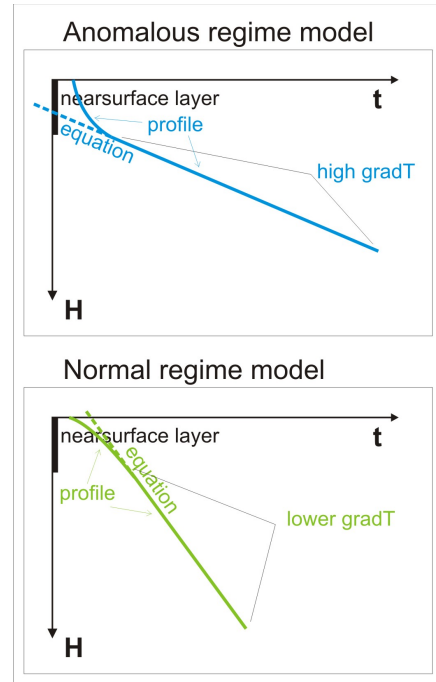 Anomalous regime model
t
nearsurface layer
profile
equation
high gradT
H
Normal regime model
t
nearsurface layer
equation
profile
lower gradT
H